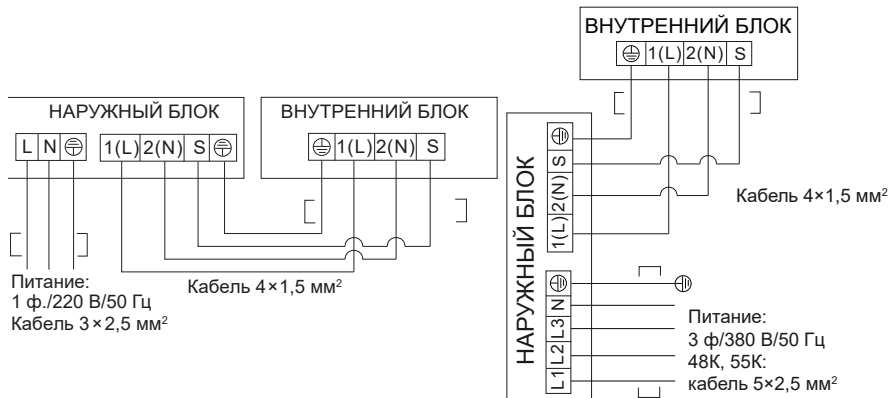 НАРУЖНЫЙ БЛОК
L N 1(L) 2(N) S
ВНУТРЕННИЙ БЛОК
1(L) 2(N) S
Питание:
1 ф./220 В/50 Гц
Кабель 3×2,5 мм²
Кабель 4×1,5 мм²
ВНУТРЕННИЙ БЛОК
1(L) 2(N) S
НАРУЖНЫЙ БЛОК
1(L) 2(N) S
L1 L2 L3 N
Кабель 4×1,5 мм²
Питание:
3 ф/380 В/50 Гц
48К, 55К:
кабель 5×2,5 мм²